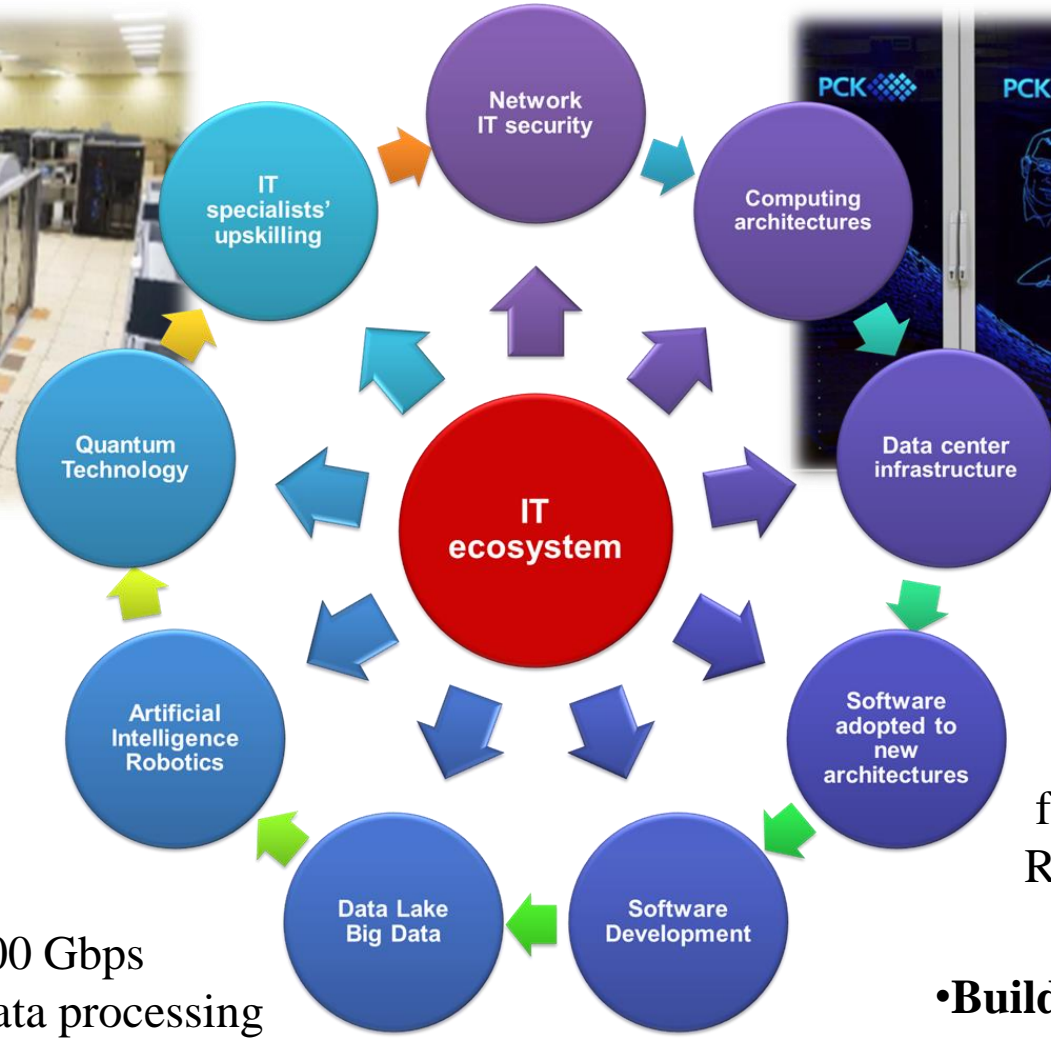 Network
IT security
PCK
PCK
IT
specialists’
upskilling
Computing
architectures
Quantum
Technology
Data center
infrastructure
IT
ecosystem
Artificial
Intelligence
Robotics
Software
adopted to
new
architectures
Data Lake
Big Data
Software
Development
00 Gbps
processing
•Build